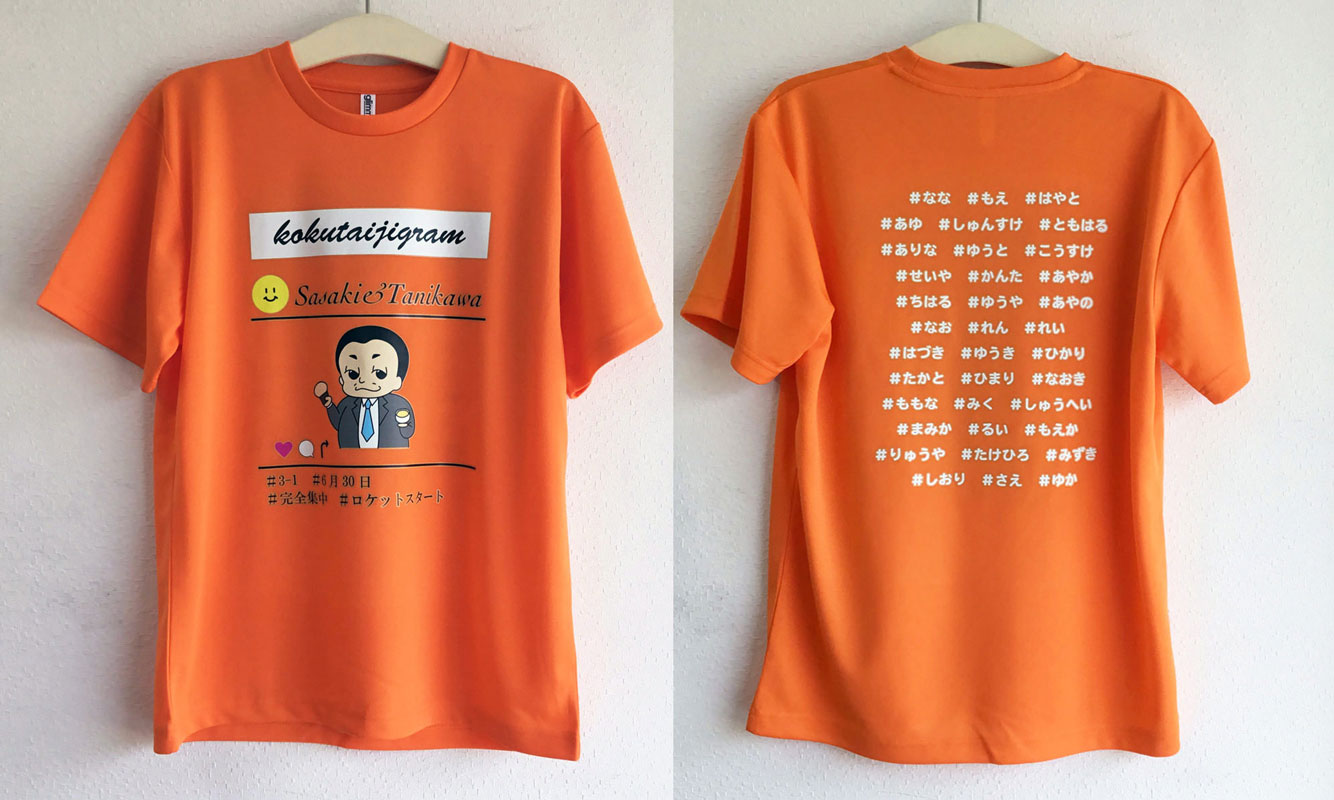 kokutaijigram
Sasaki&Tanikawa
#3-1 #6月30日
#完全集中 #ロケットスタート
#なな #もえ #はやと
#あゆ #しゅんすけ #ともはる
#ありな #ゆうと #こうすけ
#せいや #かんた #あやか
#ちはる #ゆうや #あやの
#なお #れん #れい
#はづき #ゆうき #ひかり
#たかと #ひまり #なおき
#ももな #みく #しゅうへい
#まみか #るい #もえか
#りゅうや #たけひろ #みずき
#しおり #さえ #ゆか